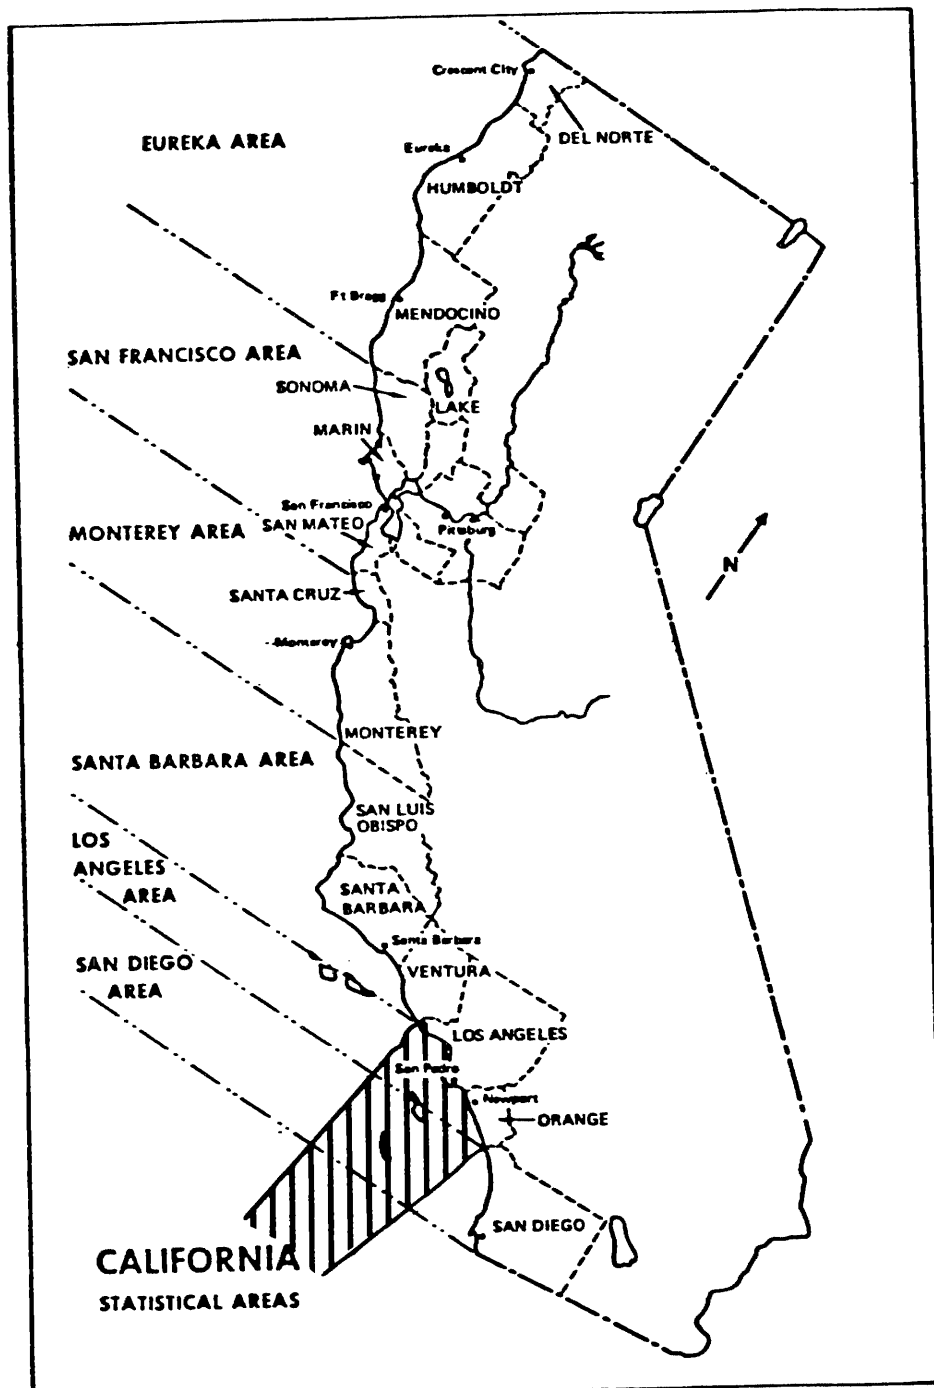 Crescent City
EUREKA AREA
DEL NORTE
Eureka
HUMBOLDT
Ft Bragg
MENDOCINO
SAN FRANCISCO AREA
SONOMA
LAKE
MARIN
San Francisco
SAN MATEO
MONTEREY AREA
Pittsburg
N
SANTA CRUZ
Monterey
MONTEREY
SANTA BARBARA AREA
SAN LUIS
OBISPO
LOS
ANGELES
AREA
SANTA
BARBARA
Santa Barbara
SAN DIEGO
AREA
VENTURA
LOS ANGELES
San Pedro
Newport
ORANGE
SAN DIEGO
CALIFORNIA
STATISTICAL AREAS